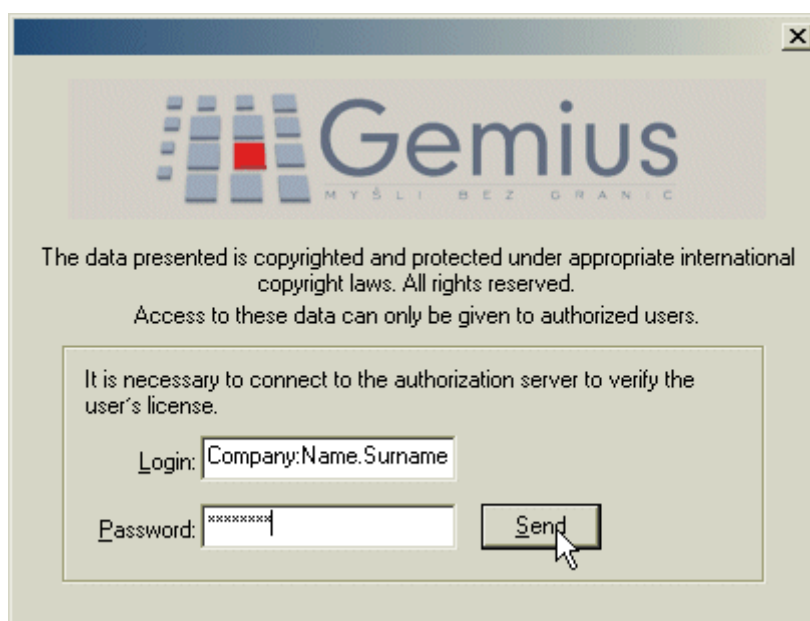 Gemius
MYŚLI BEZ GRANIC
The data presented is copyrighted and protected under appropriate international
copyright laws. All rights reserved.
Access to these data can only be given to authorized users.
It is necessary to connect to the authorization server to verify the
user's license.
Login: Company:Name.Surname
Password: ********
Send